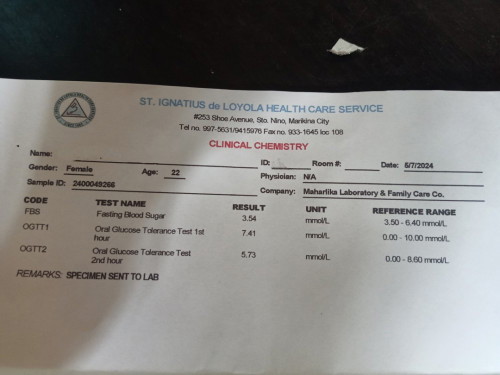 ST. IGNATIUS de LOYOLA HEALTH CARE SERVICE
#253 Shoe Avenue, Sto. Nino, Marikina City
Tel no. 997-5631/9415976 Fax no. 933-1645 loc 108
CLINICAL CHEMISTRY
Name: ID: Room #: Date: 5/7/2024
Gender: Female Age: 22 Physician: N/A
Sample ID: 2400049266 Company: Maharlika Laboratory & Family Care Co.
CODE TEST NAME RESULT UNIT REFERENCE RANGE
FBS Fasting Blood Sugar 3.54 mmol/L 3.50 - 6.40 mmol/L
OGTT1 Oral Glucose Tolerance Test 1st 7.41 mmol/L 0.00 - 10.00 mmol/L
hour
OGTT2 Oral Glucose Tolerance Test 5.73 mmol/L 0.00 - 8.60 mmol/L
2nd hour
REMARKS: SPECIMEN SENT TO LAB